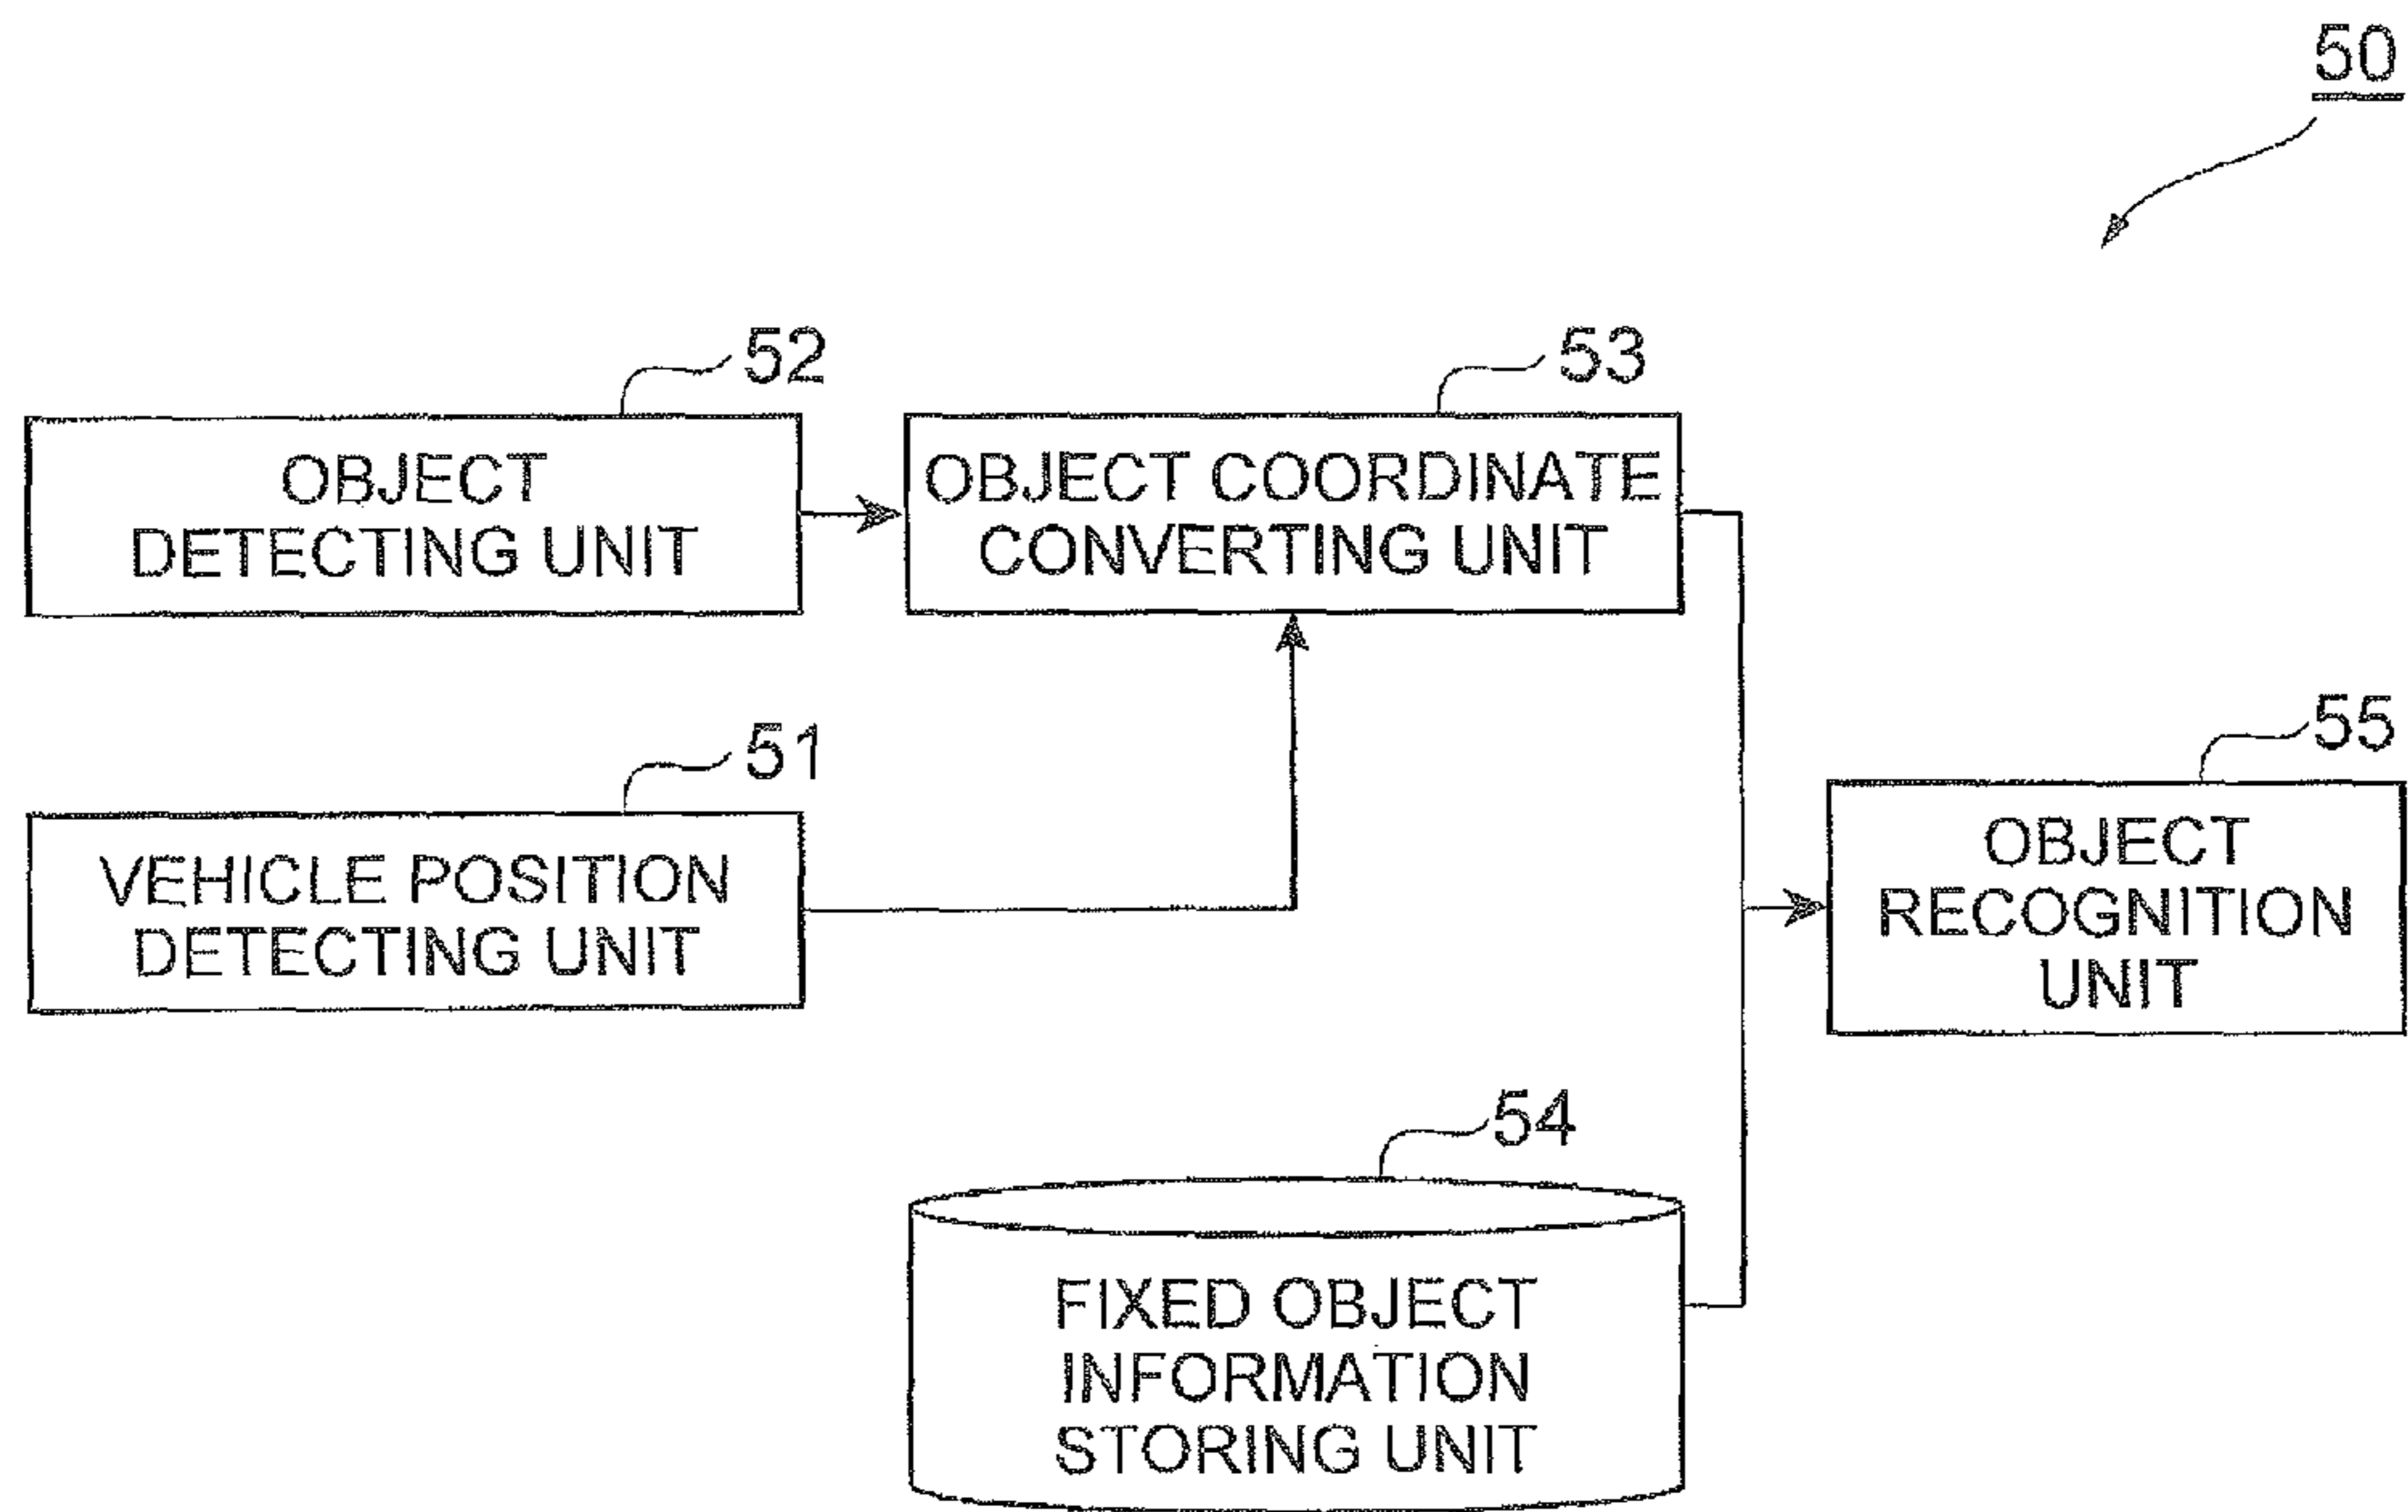 50
52
OBJECT
DETECTING UNIT
53
OBJECT COORDINATE
CONVERTING UNIT
51
VEHICLE POSITION
DETECTING UNIT
55
OBJECT
RECOGNITION
UNIT
54
FIXED OBJECT
INFORMATION
STORING UNIT